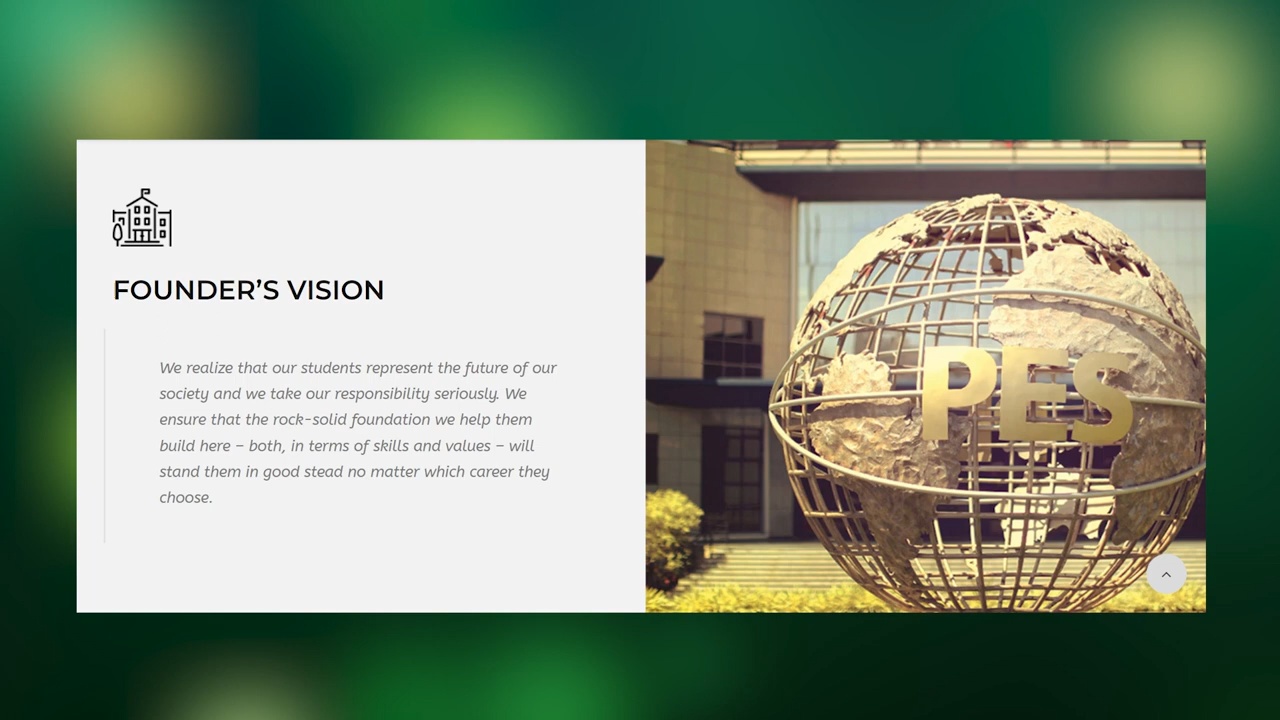 FOUNDER’S VISION
We realize that our students represent the future of our
society and we take our responsibility seriously. We
ensure that the rock-solid foundation we help them
build here – both, in terms of skills and values – will
stand them in good stead no matter which career they
choose.
PES